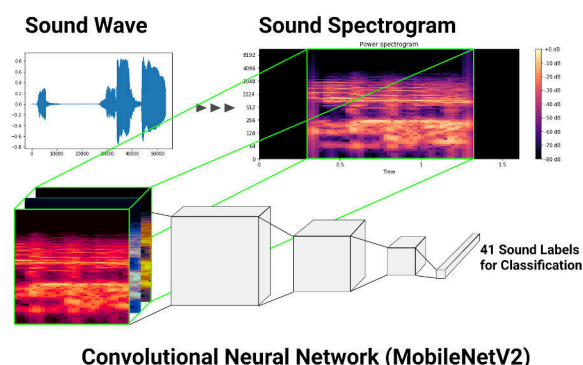 Sound Wave
Sound Spectrogram
Power spectrogram
0.8
0.6
0.4
0.2
0.0
-0.2
-0.4
-0.6
-0.8
0
10000
20000
30000
40000
50000
8192
4096
2048
1024
512
256
128
64
0
0
0.5
1
1.5
Time
+0 dB
-10 dB
-20 dB
-30 dB
-40 dB
-50 dB
-60 dB
-70 dB
-80 dB
41 Sound Labels
for Classification
Convolutional Neural Network (MobileNetV2)